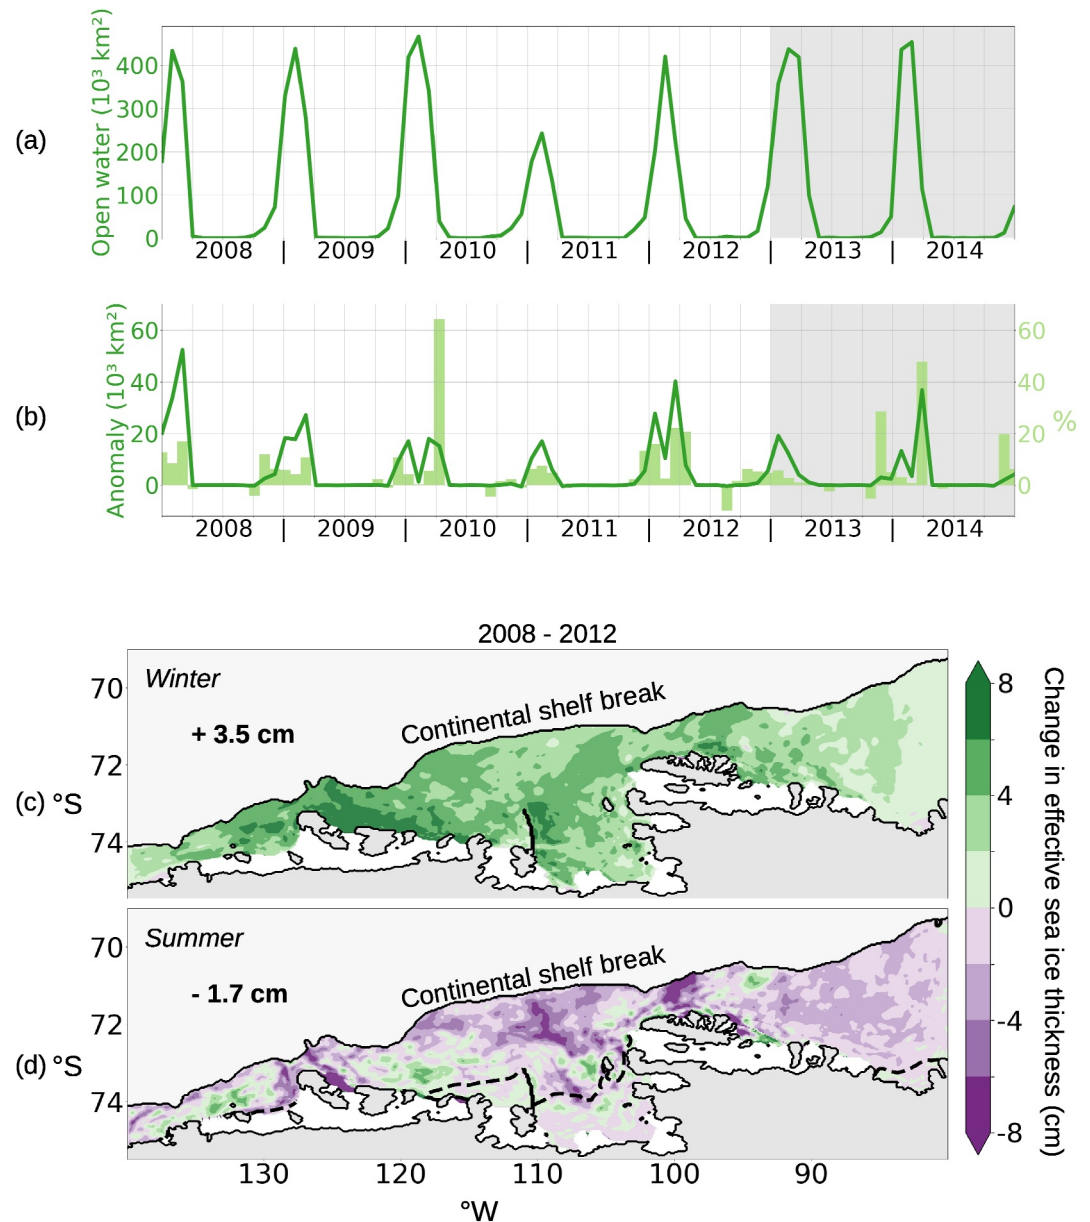 (a)
Open water (10³ km²)
400
300
200
100
0
2008 | 2009 | 2010 | 2011 | 2012 | 2013 | 2014
(b)
Anomaly (10³ km²)
60
40
20
0
60
40
20
0
%
2008 | 2009 | 2010 | 2011 | 2012 | 2013 | 2014
2008 - 2012
(c) °S
70
72
74
Winter
+ 3.5 cm
Continental shelf break
(d) °S
70
72
74
Summer
- 1.7 cm
Continental shelf break
130 120 110 100 90
°W
8
4
0
-4
-8
Change in effective sea ice thickness (cm)